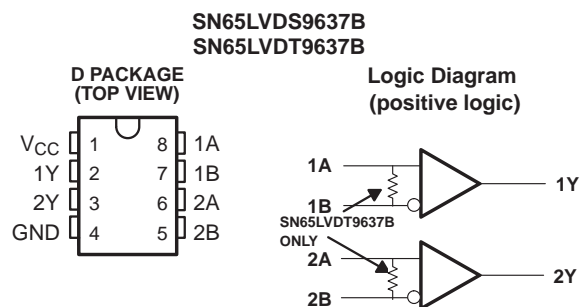 SN65LVDS9637B
SN65LVDT9637B
D PACKAGE
(TOP VIEW)
VCC 1 8 1A
1Y 2 7 1B
2Y 3 6 2A
GND 4 5 2B
Logic Diagram
(positive logic)
1A
1Y
1B
SN65LVDT9637B
ONLY
2A
2Y
2B